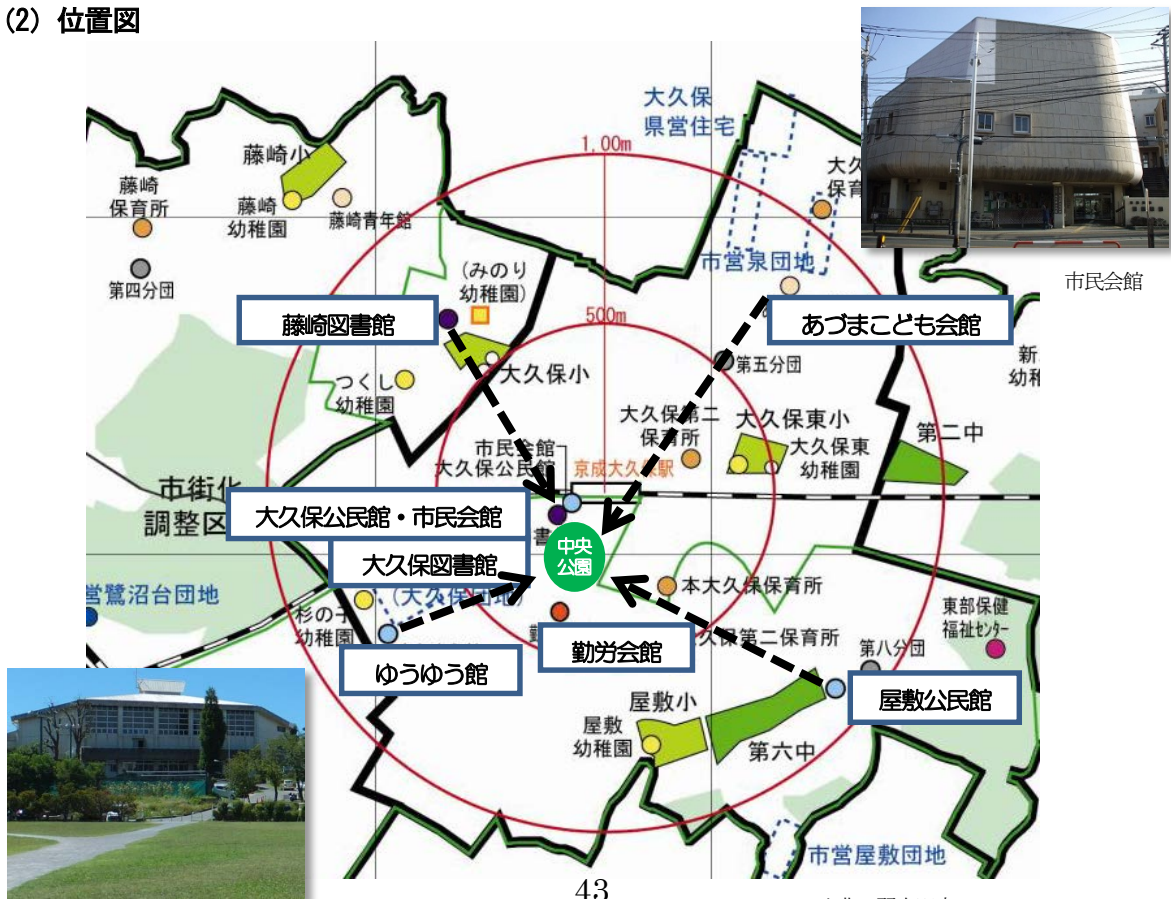 (2) 位置図
大久保
県営住宅
1,00m
藤崎小
藤崎
保育所
藤崎
幼稚園
藤崎青年館
第四分団
(みのり
幼稚園)
市営泉団地
市民会館
藤崎図書館
500m
あづまこども会館
大久保小
第五分団
つくし
幼稚園
大久保第二
保育所
大久保東小
大久保東
幼稚園
第二中
市民会館
大久保公民館
京成大久保駅
市街化
調整区
大久保公民館・市民会館
大久保図書館
中央
公園
営鷺沼台団地
(大久保団地)
杉の子
幼稚園
本大久保保育所
東部保健
福祉センター
勤労会館
久保第二保育所
第八分団
ゆうゆう館
屋敷公民館
屋敷小
屋敷
幼稚園
第六中
市営屋敷団地
43